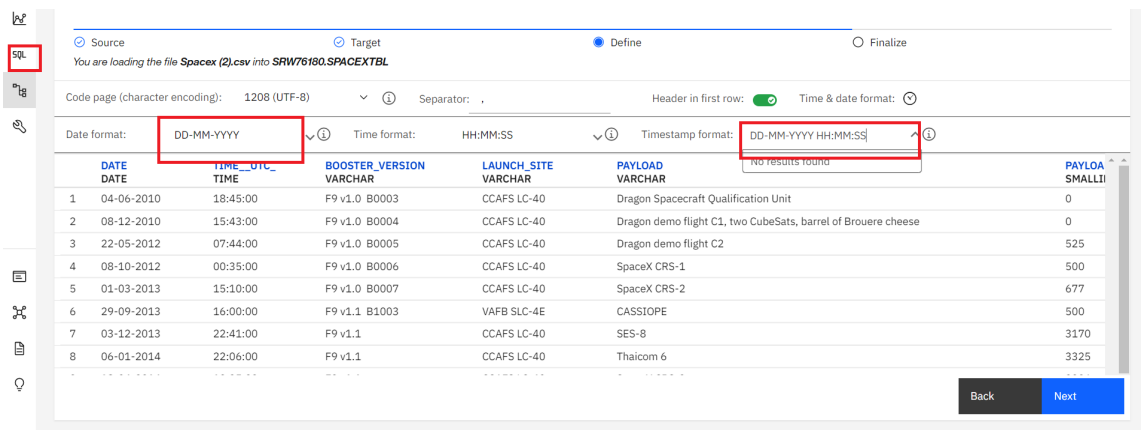 SQL
Source Target Define Finalize
You are loading the file Spacex (2).csv into SRW76180.SPACEXTBL
Code page (character encoding): 1208 (UTF-8) Separator: , Header in first row: Time & date format:
Date format: DD-MM-YYYY Time format: HH:MM:SS Timestamp format: DD-MM-YYYY HH:MM:SS
No results found
DATE TIME__UTC_ BOOSTER_VERSION LAUNCH_SITE PAYLOAD PAYLOA
DATE TIME VARCHAR VARCHAR VARCHAR SMALLI
1 04-06-2010 18:45:00 F9 v1.0 B0003 CCAFS LC-40 Dragon Spacecraft Qualification Unit 0
2 08-12-2010 15:43:00 F9 v1.0 B0004 CCAFS LC-40 Dragon demo flight C1, two CubeSats, barrel of Brouere cheese 0
3 22-05-2012 07:44:00 F9 v1.0 B0005 CCAFS LC-40 Dragon demo flight C2 525
4 08-10-2012 00:35:00 F9 v1.0 B0006 CCAFS LC-40 SpaceX CRS-1 500
5 01-03-2013 15:10:00 F9 v1.0 B0007 CCAFS LC-40 SpaceX CRS-2 677
6 29-09-2013 16:00:00 F9 v1.1 B1003 VAFB SLC-4E CASSIOPE 500
7 03-12-2013 22:41:00 F9 v1.1 CCAFS LC-40 SES-8 3170
8 06-01-2014 22:06:00 F9 v1.1 CCAFS LC-40 Thaicom 6 3325
Back Next